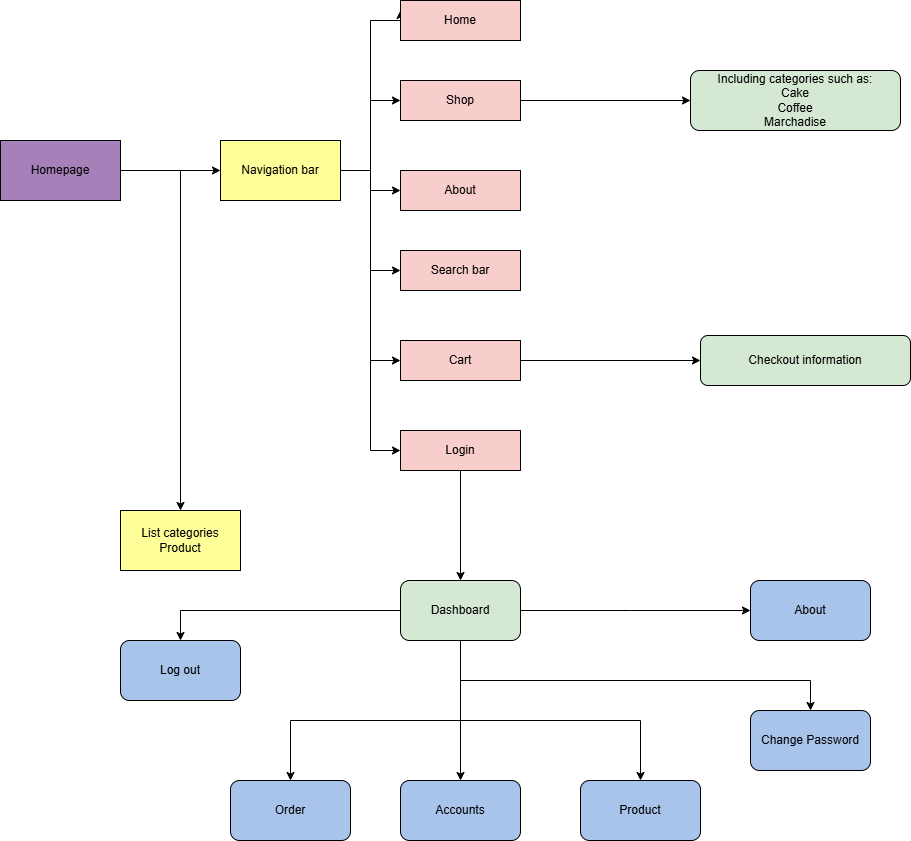 Home
Shop
Including categories such as:
Cake
Coffee
Marchadise
Homepage
Navigation bar
About
Search bar
Cart
Checkout information
Login
List categories
Product
Dashboard
About
Log out
Change Password
Order
Accounts
Product